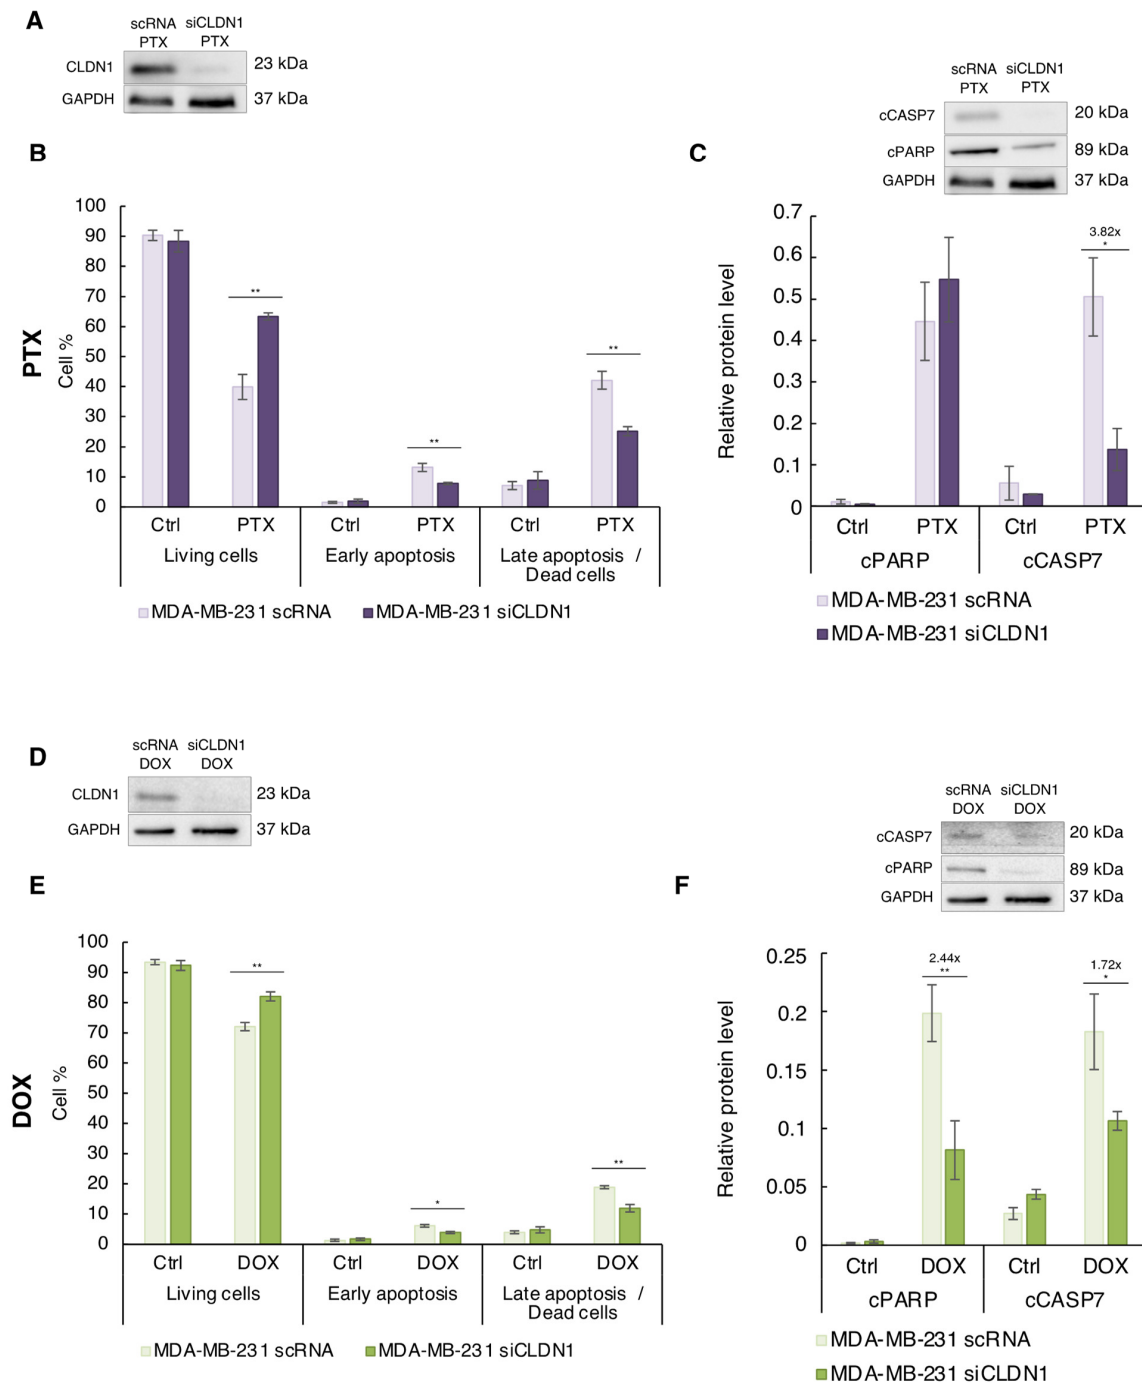 A
scRNA siCLDN1
PTX PTX
CLDN1 23 kDa
GAPDH 37 kDa
B
PTX
Cell %
100
90
80
70
60
50
40
30
20
10
0
**
**
**
Ctrl PTX Ctrl PTX Ctrl PTX
Living cells Early apoptosis Late apoptosis /
Dead cells
MDA-MB-231 scRNA MDA-MB-231 siCLDN1
C
scRNA siCLDN1
PTX PTX
cCASP7 20 kDa
cPARP 89 kDa
GAPDH 37 kDa
Relative protein level
0.7
0.6
0.5
0.4
0.3
0.2
0.1
0
3.82x
*
Ctrl PTX Ctrl PTX
cPARP cCASP7
MDA-MB-231 scRNA
MDA-MB-231 siCLDN1
D
scRNA siCLDN1
DOX DOX
CLDN1 23 kDa
GAPDH 37 kDa
E
DOX
Cell %
100
90
80
70
60
50
40
30
20
10
0
**
*
**
Ctrl DOX Ctrl DOX Ctrl DOX
Living cells Early apoptosis Late apoptosis /
Dead cells
MDA-MB-231 scRNA MDA-MB-231 siCLDN1
F
scRNA siCLDN1
DOX DOX
cCASP7 20 kDa
cPARP 89 kDa
GAPDH 37 kDa
Relative protein level
0.25
0.2
0.15
0.1
0.05
0
2.44x
**
1.72x
*
Ctrl DOX Ctrl DOX
cPARP cCASP7
MDA-MB-231 scRNA
MDA-MB-231 siCLDN1